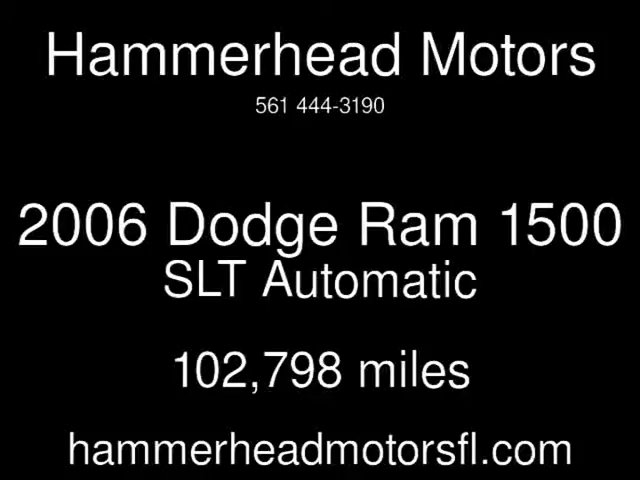 Hammerhead Motors
561 444-3190
2006 Dodge Ram 1500
SLT Automatic
102,798 miles
hammerheadmotorsfl.com